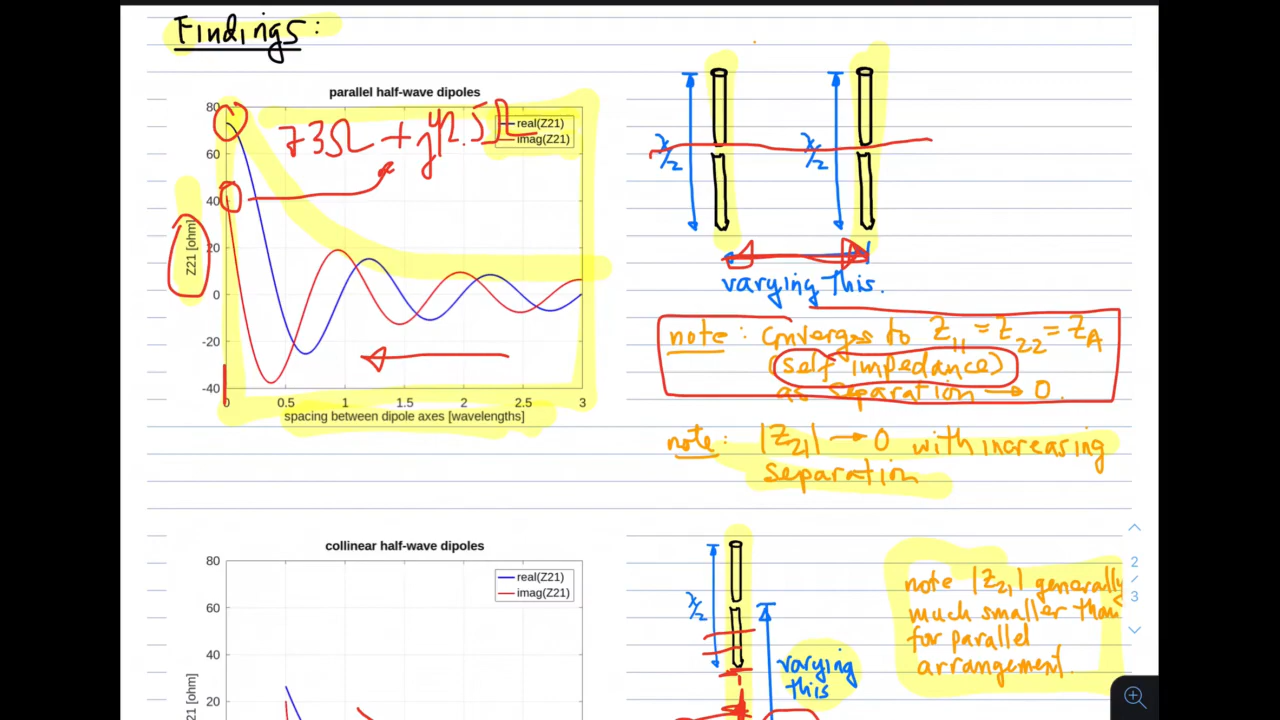 Findings:
parallel half-wave dipoles
80
60
40
20
0
-20
-40
Z21 [ohm]
73Ω + j42.5Ω
real(Z21)
imag(Z21)
0
0.5
1
1.5
2
2.5
3
spacing between dipole axes [wavelengths]
λ/2
λ/2
varying this.
note: converges to Z11 = Z22 = ZA
(self impedance)
as separation → 0.
note: |Z21| → 0 with increasing
separation
collinear half-wave dipoles
80
60
40
20
21 [ohm]
real(Z21)
imag(Z21)
λ/2
varying
this
note |Z21| generally
much smaller than
for parallel
arrangement.
2
/
3